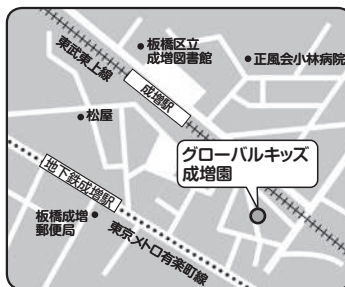 東武東上線
板橋区立
成増図書館
正風会小林病院
成増駅
松屋
グローバルキッズ
成増園
地下鉄成増駅
板橋成増
郵便局
東京メトロ有楽町線